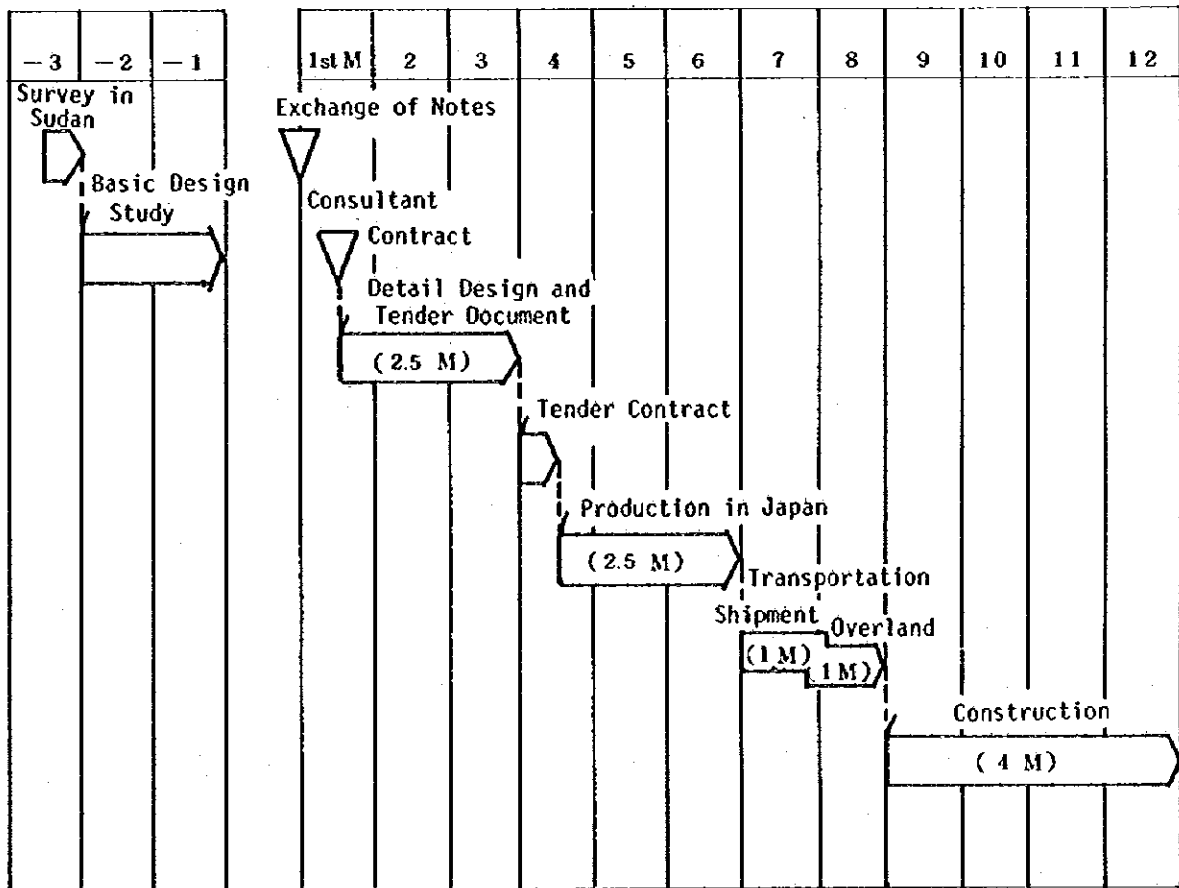 -3 -2 -1 1st M 2 3 4 5 6 7 8 9 10 11 12
Survey in
Sudan
Exchange of Notes
Basic Design
Study
Consultant
Contract
Detail Design and
Tender Document
(2.5 M)
Tender Contract
Production in Japan
(2.5 M)
Transportation
Shipment
Overland
(1 M)
(1 M)
Construction
(4 M)